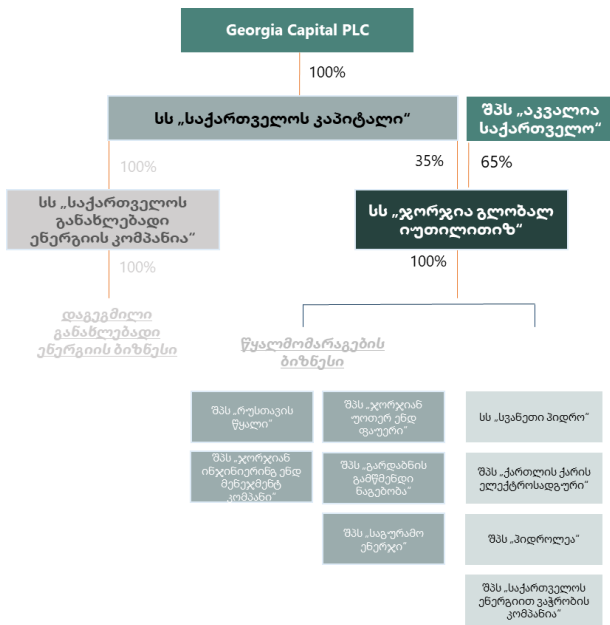 Georgia Capital PLC
100%
სს „საქართველოს კაპიტალი“
შპს „აკვალია
საქართველო“
100%
35%
65%
სს „საქართველოს
განახლებადი
ენერგიის კომპანია“
სს „ჯორჯია გლობალ
იუთილითიზ“
100%
100%
დაგეგმილი
განახლებადი
ენერგიის ბიზნესი
წყალმომარაგების
ბიზნესი
შპს „რუსთავის
წყალი“
შპს „ჯორჯიან
უოთერ ენდ
ფაუერი“
სს „სვანეთი ჰიდრო“
შპს „ჯორჯიან
ინჯინიერინგ ენდ
მენეჯმენტ
კომპანი“
შპს „გარდაბნის
გამწმენდი
ნაგებობა“
შპს „ქართლის ქარის
ელექტროსადგური“
შპს „საგურამო
ენერჯი“
შპს „ჰიდროლეა“
შპს „საქართველოს
ენერგიით ვაჭრობის
კომპანია“